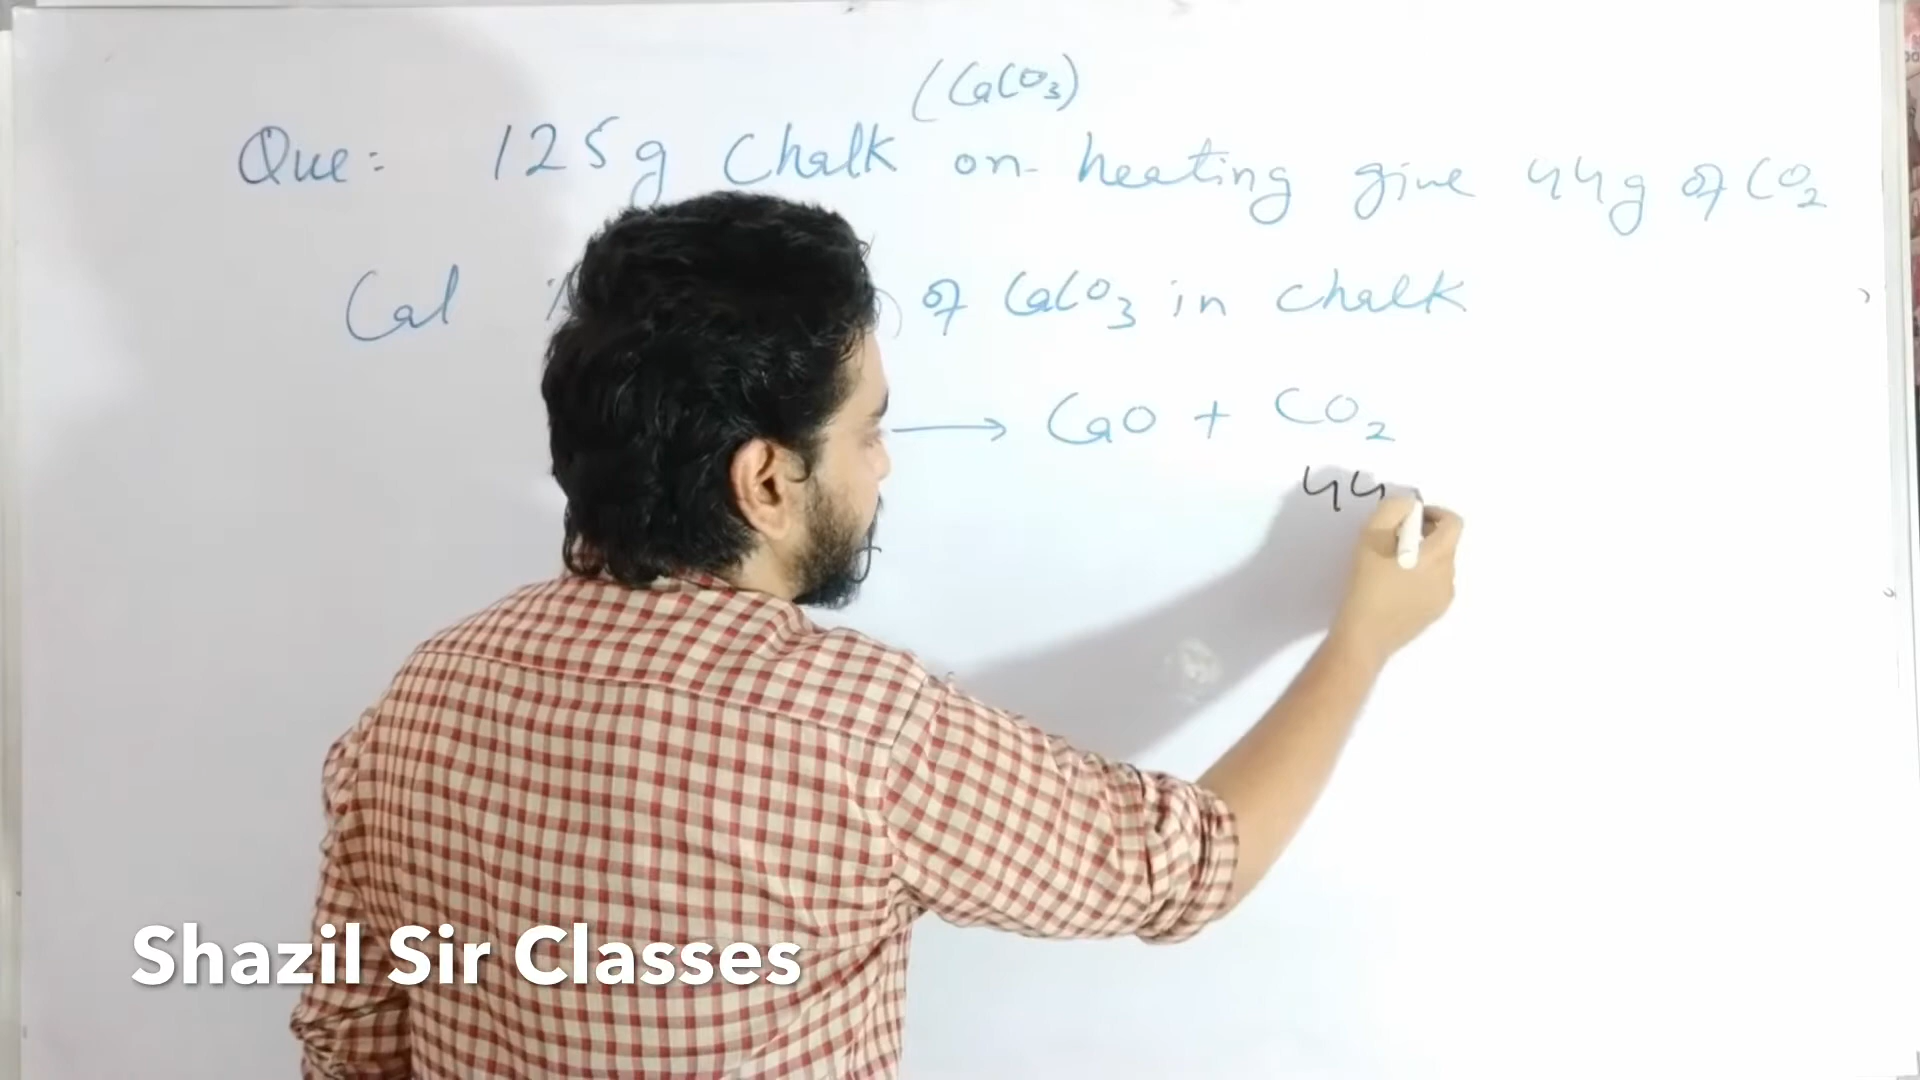 (CaCO3)
Que: 125g Chalk on heating give 44g of CO2
Cal of CaCO3 in chalk
→ CaO + CO2
44
Shazil Sir Classes